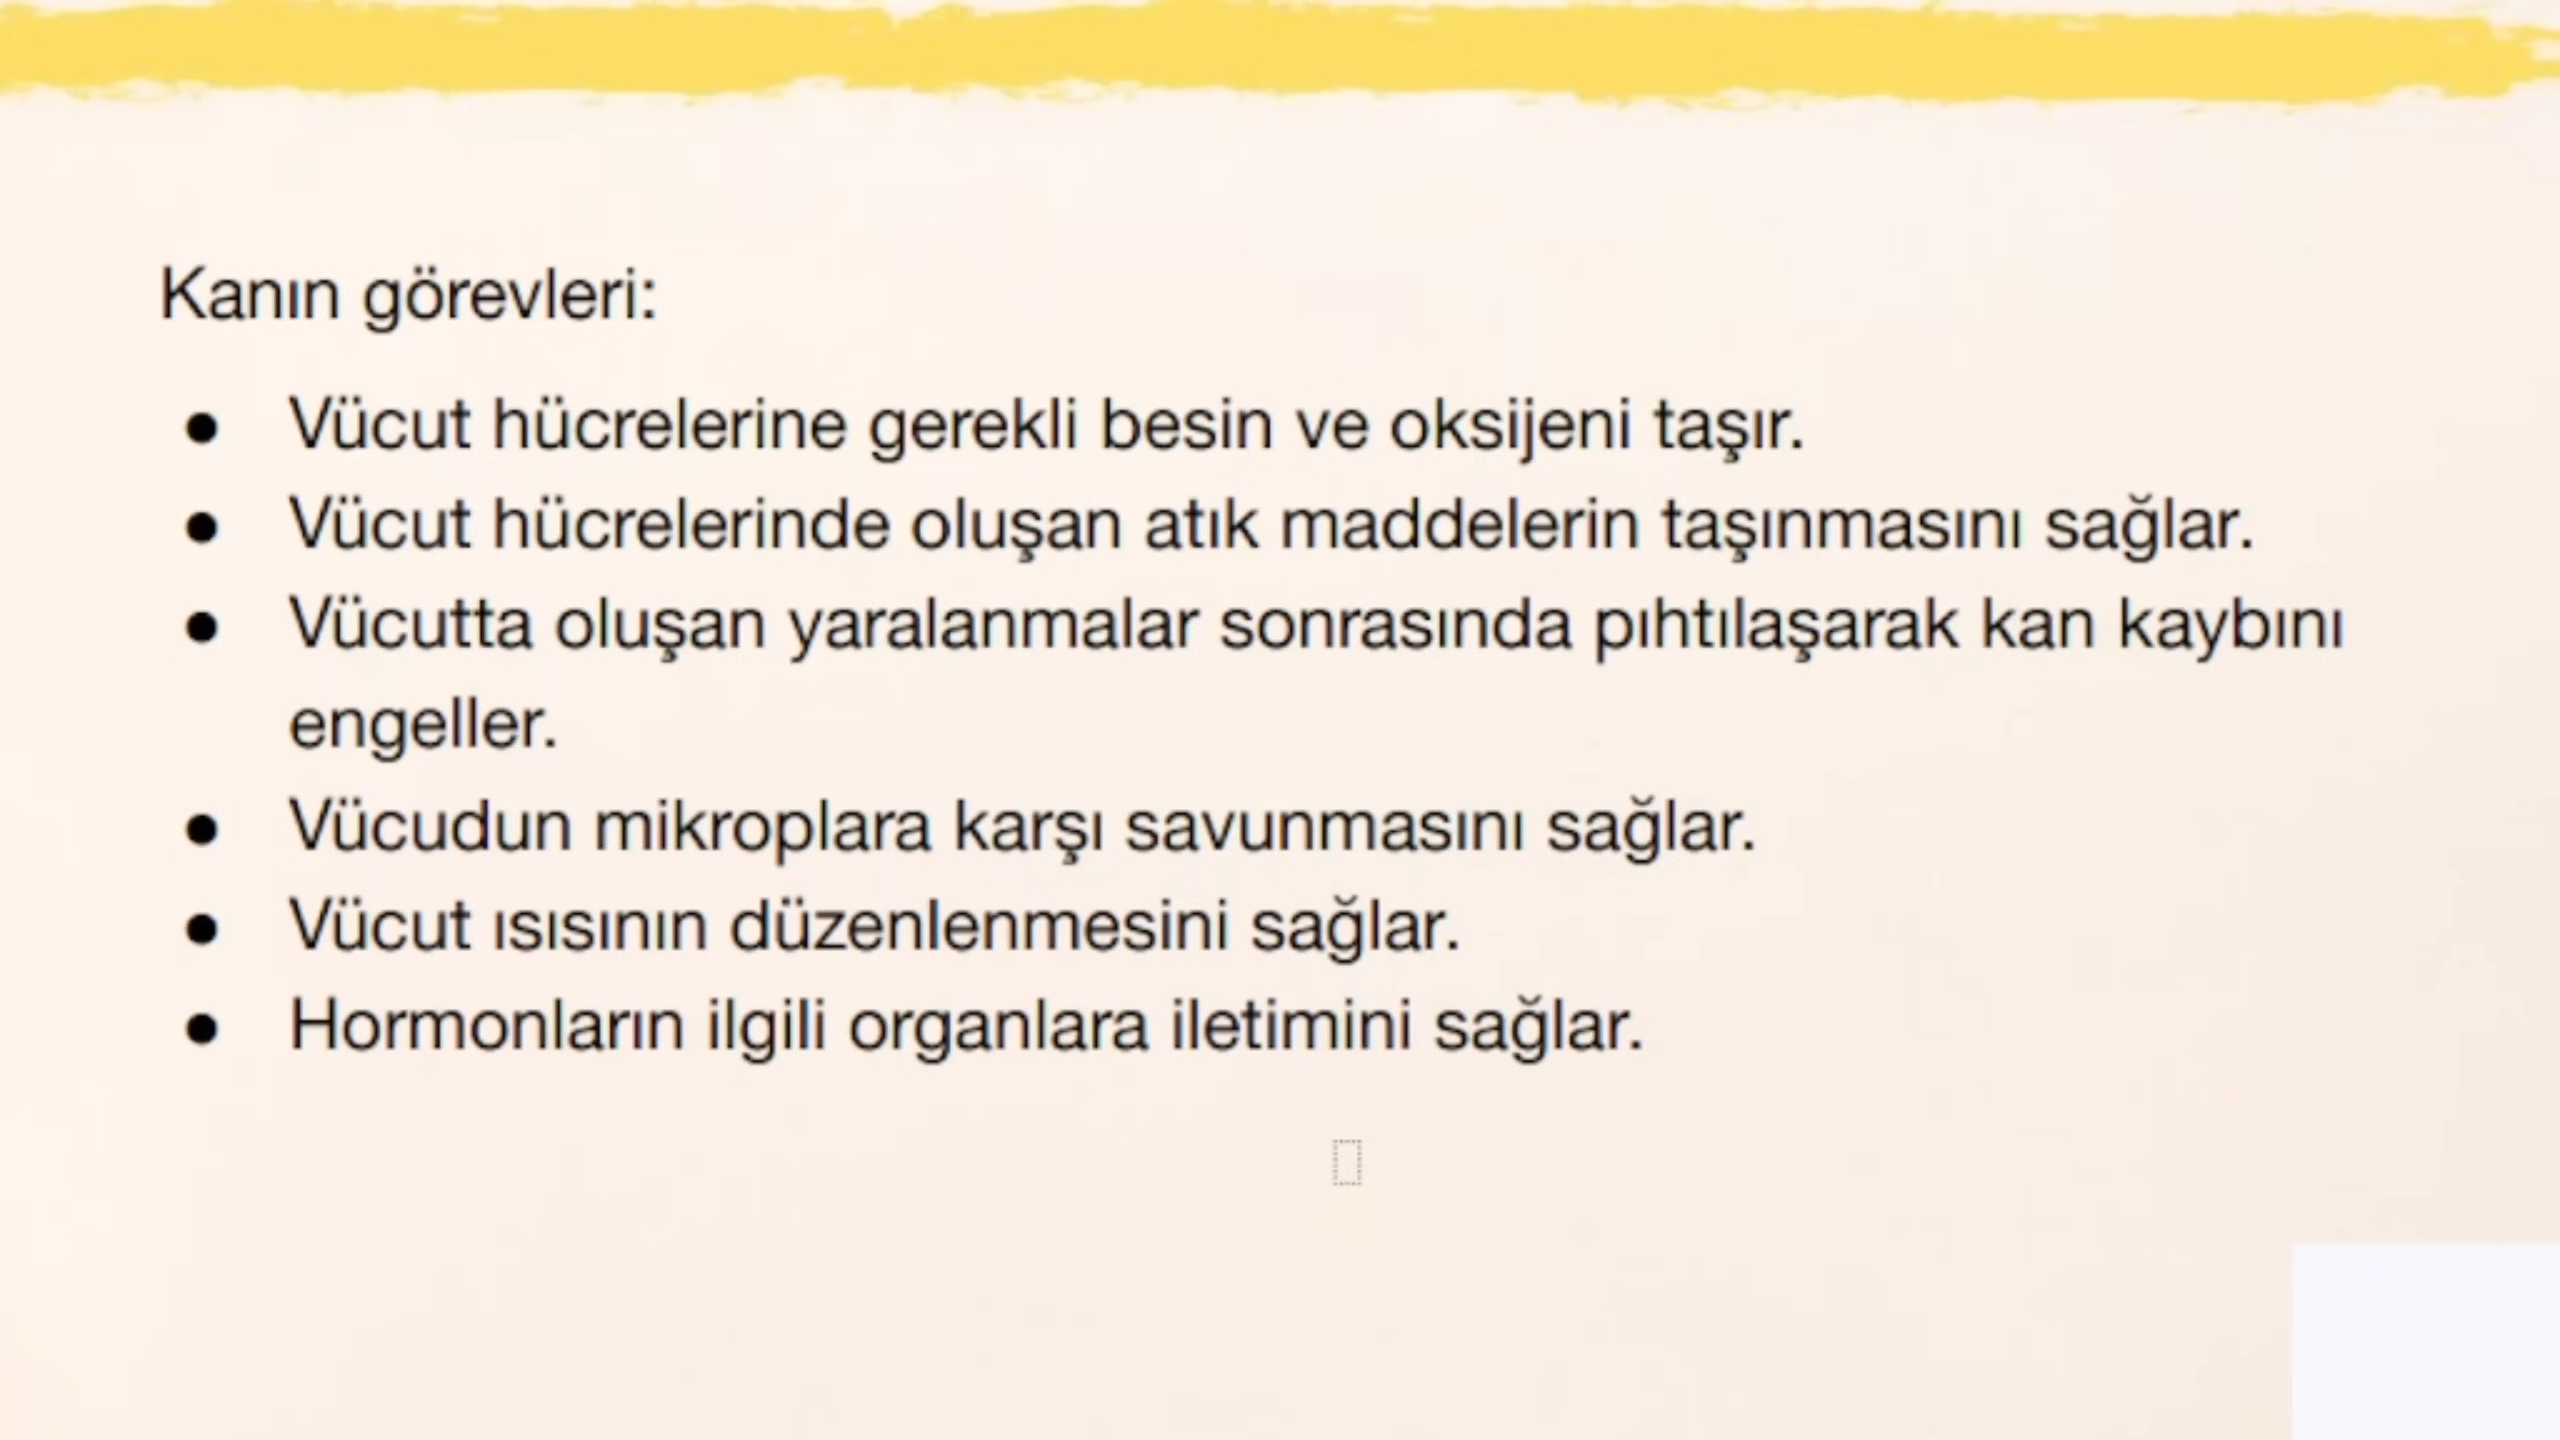 Kanın görevleri:
● Vücut hücrelerine gerekli besin ve oksijeni taşır.
● Vücut hücrelerinde oluşan atık maddelerin taşınmasını sağlar.
● Vücutta oluşan yaralanmalar sonrasında pıhtılaşarak kan kaybını
engeller.
● Vücudun mikroplara karşı savunmasını sağlar.
● Vücut ısısının düzenlenmesini sağlar.
● Hormonların ilgili organlara iletimini sağlar.